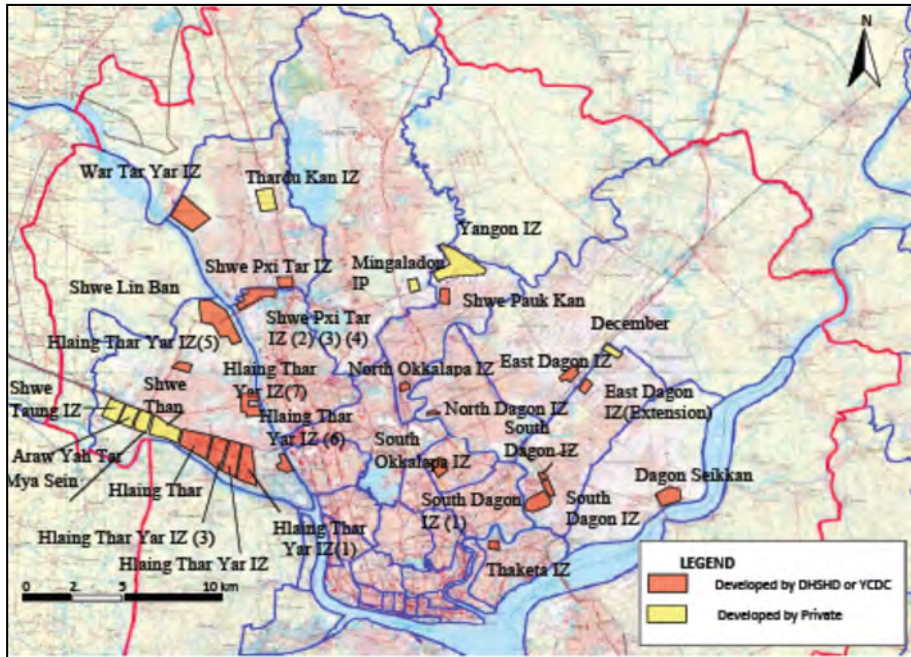 N
War Tar Yar IZ
Thardu Kan IZ
Yangon IZ
Mingaladon
IP
Shwe Pxi Tar IZ
Shwe Lin Ban
Shwe Pauk Kan
Shwe Pxi Tar
IZ (2) (3) (4)
December
Hlaing Thar Yar IZ(5)
East Dagon IZ
Hlaing Thar
Yar IZ(7)
North Okkalapa IZ
East Dagon
IZ(Extension)
Shwe
Than
Shwe
Taung IZ
Hlaing Thar
Yar IZ (6)
North Dagon IZ
South
Okkalapa IZ
South
Dagon IZ
Araw Yah Tar
Mya Sein
Hlaing Thar
Dagon Seikkan
South Dagon
IZ (1)
South
Dagon IZ
Hlaing Thar Yar IZ (3)
Hlaing Thar Yar IZ
Hlaing Thar
Yar IZ(1)
Thaketa IZ
LEGEND
Developed by DHSHD or YCDC
Developed by Private
0 2.5 5 10 km